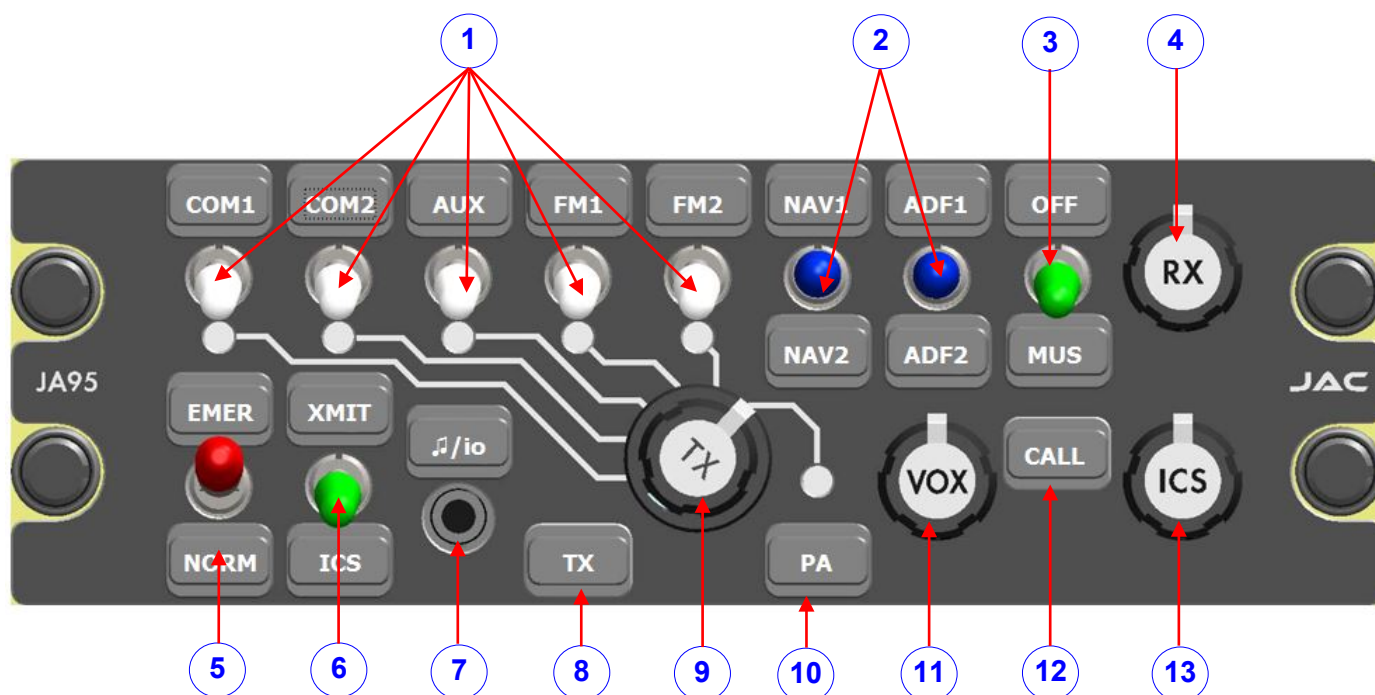 1 2 3 4
COM1 COM2 AUX FM1 FM2 NAV1 ADF1 OFF
RX
NAV2 ADF2 MUS
JA95 JAC
EMER XMIT
♫/io
TX VOX CALL ICS
NORM ICS TX PA
5 6 7 8 9 10 11 12 13